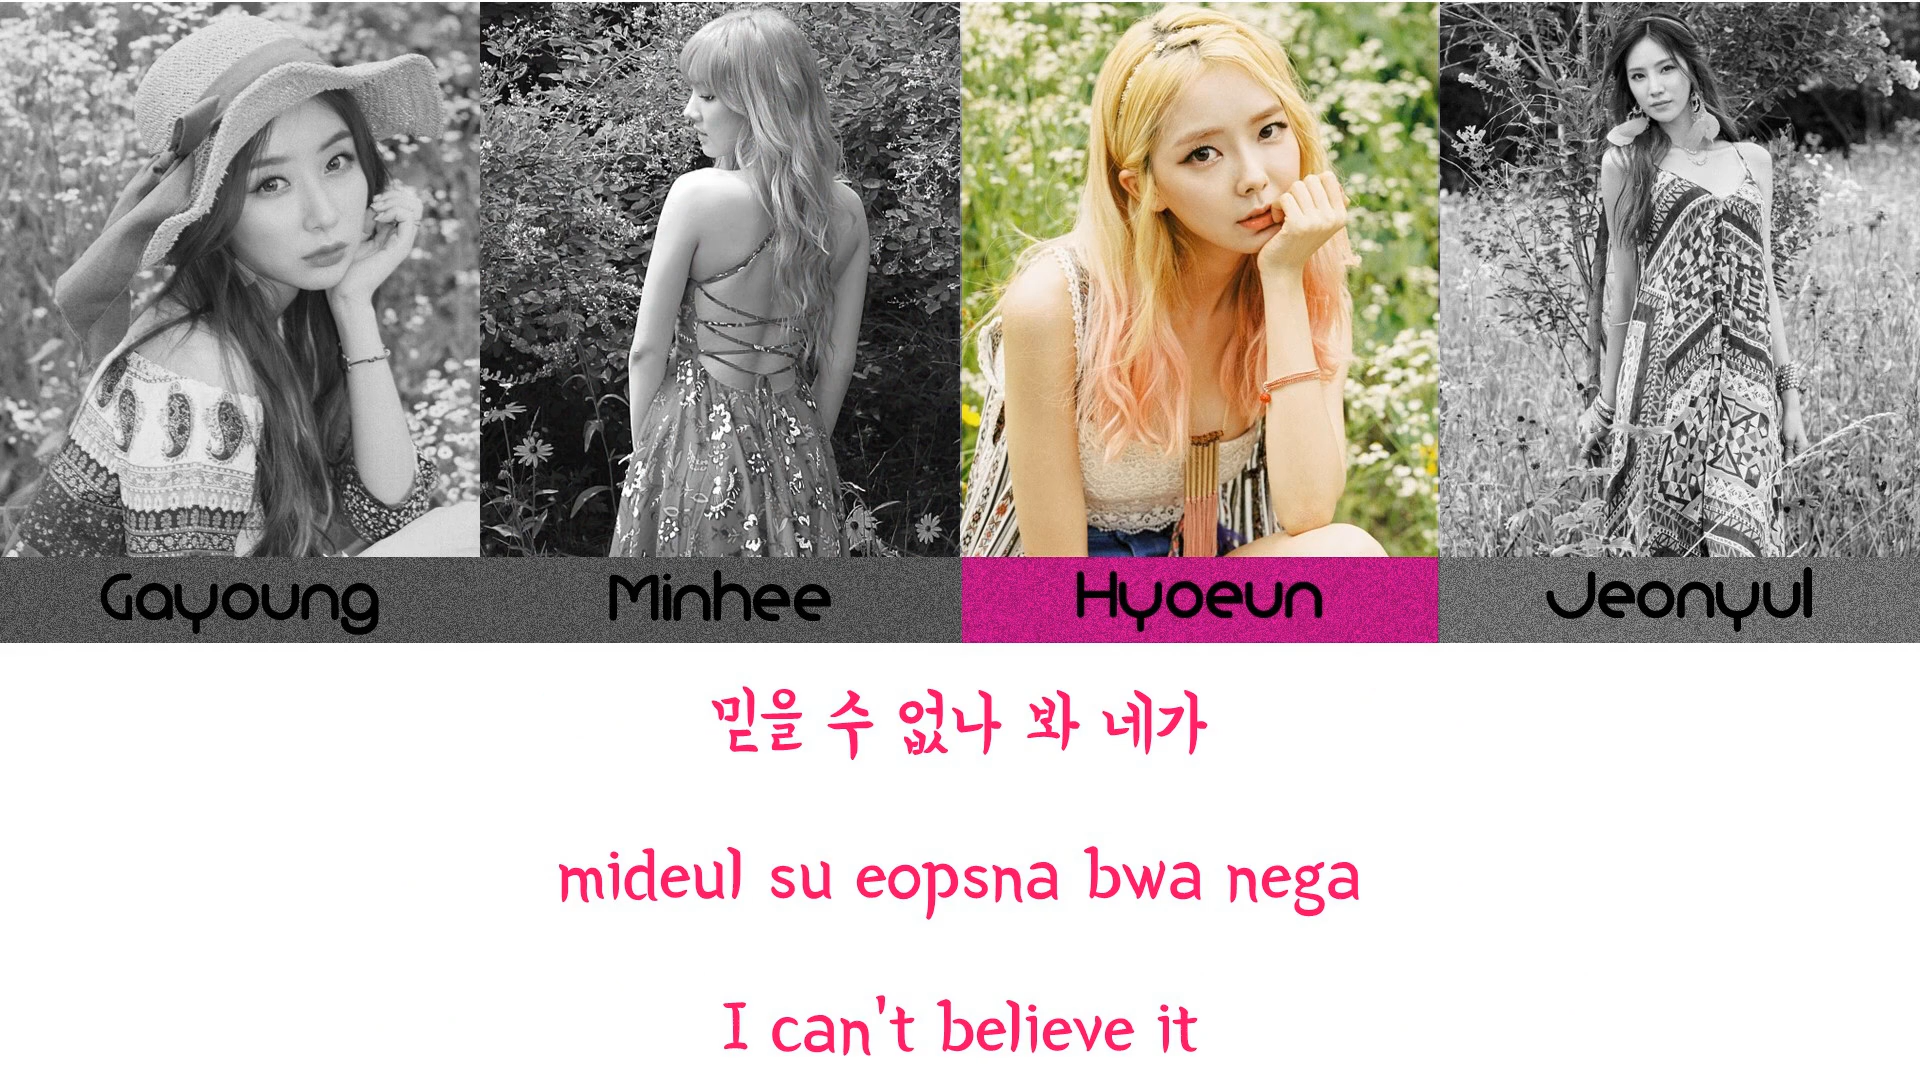 Gayoung
Minhee
Hyoeun
Jeonyul
믿을 수 없나 봐 네가
mideul su eopsna bwa nega
I can't believe it